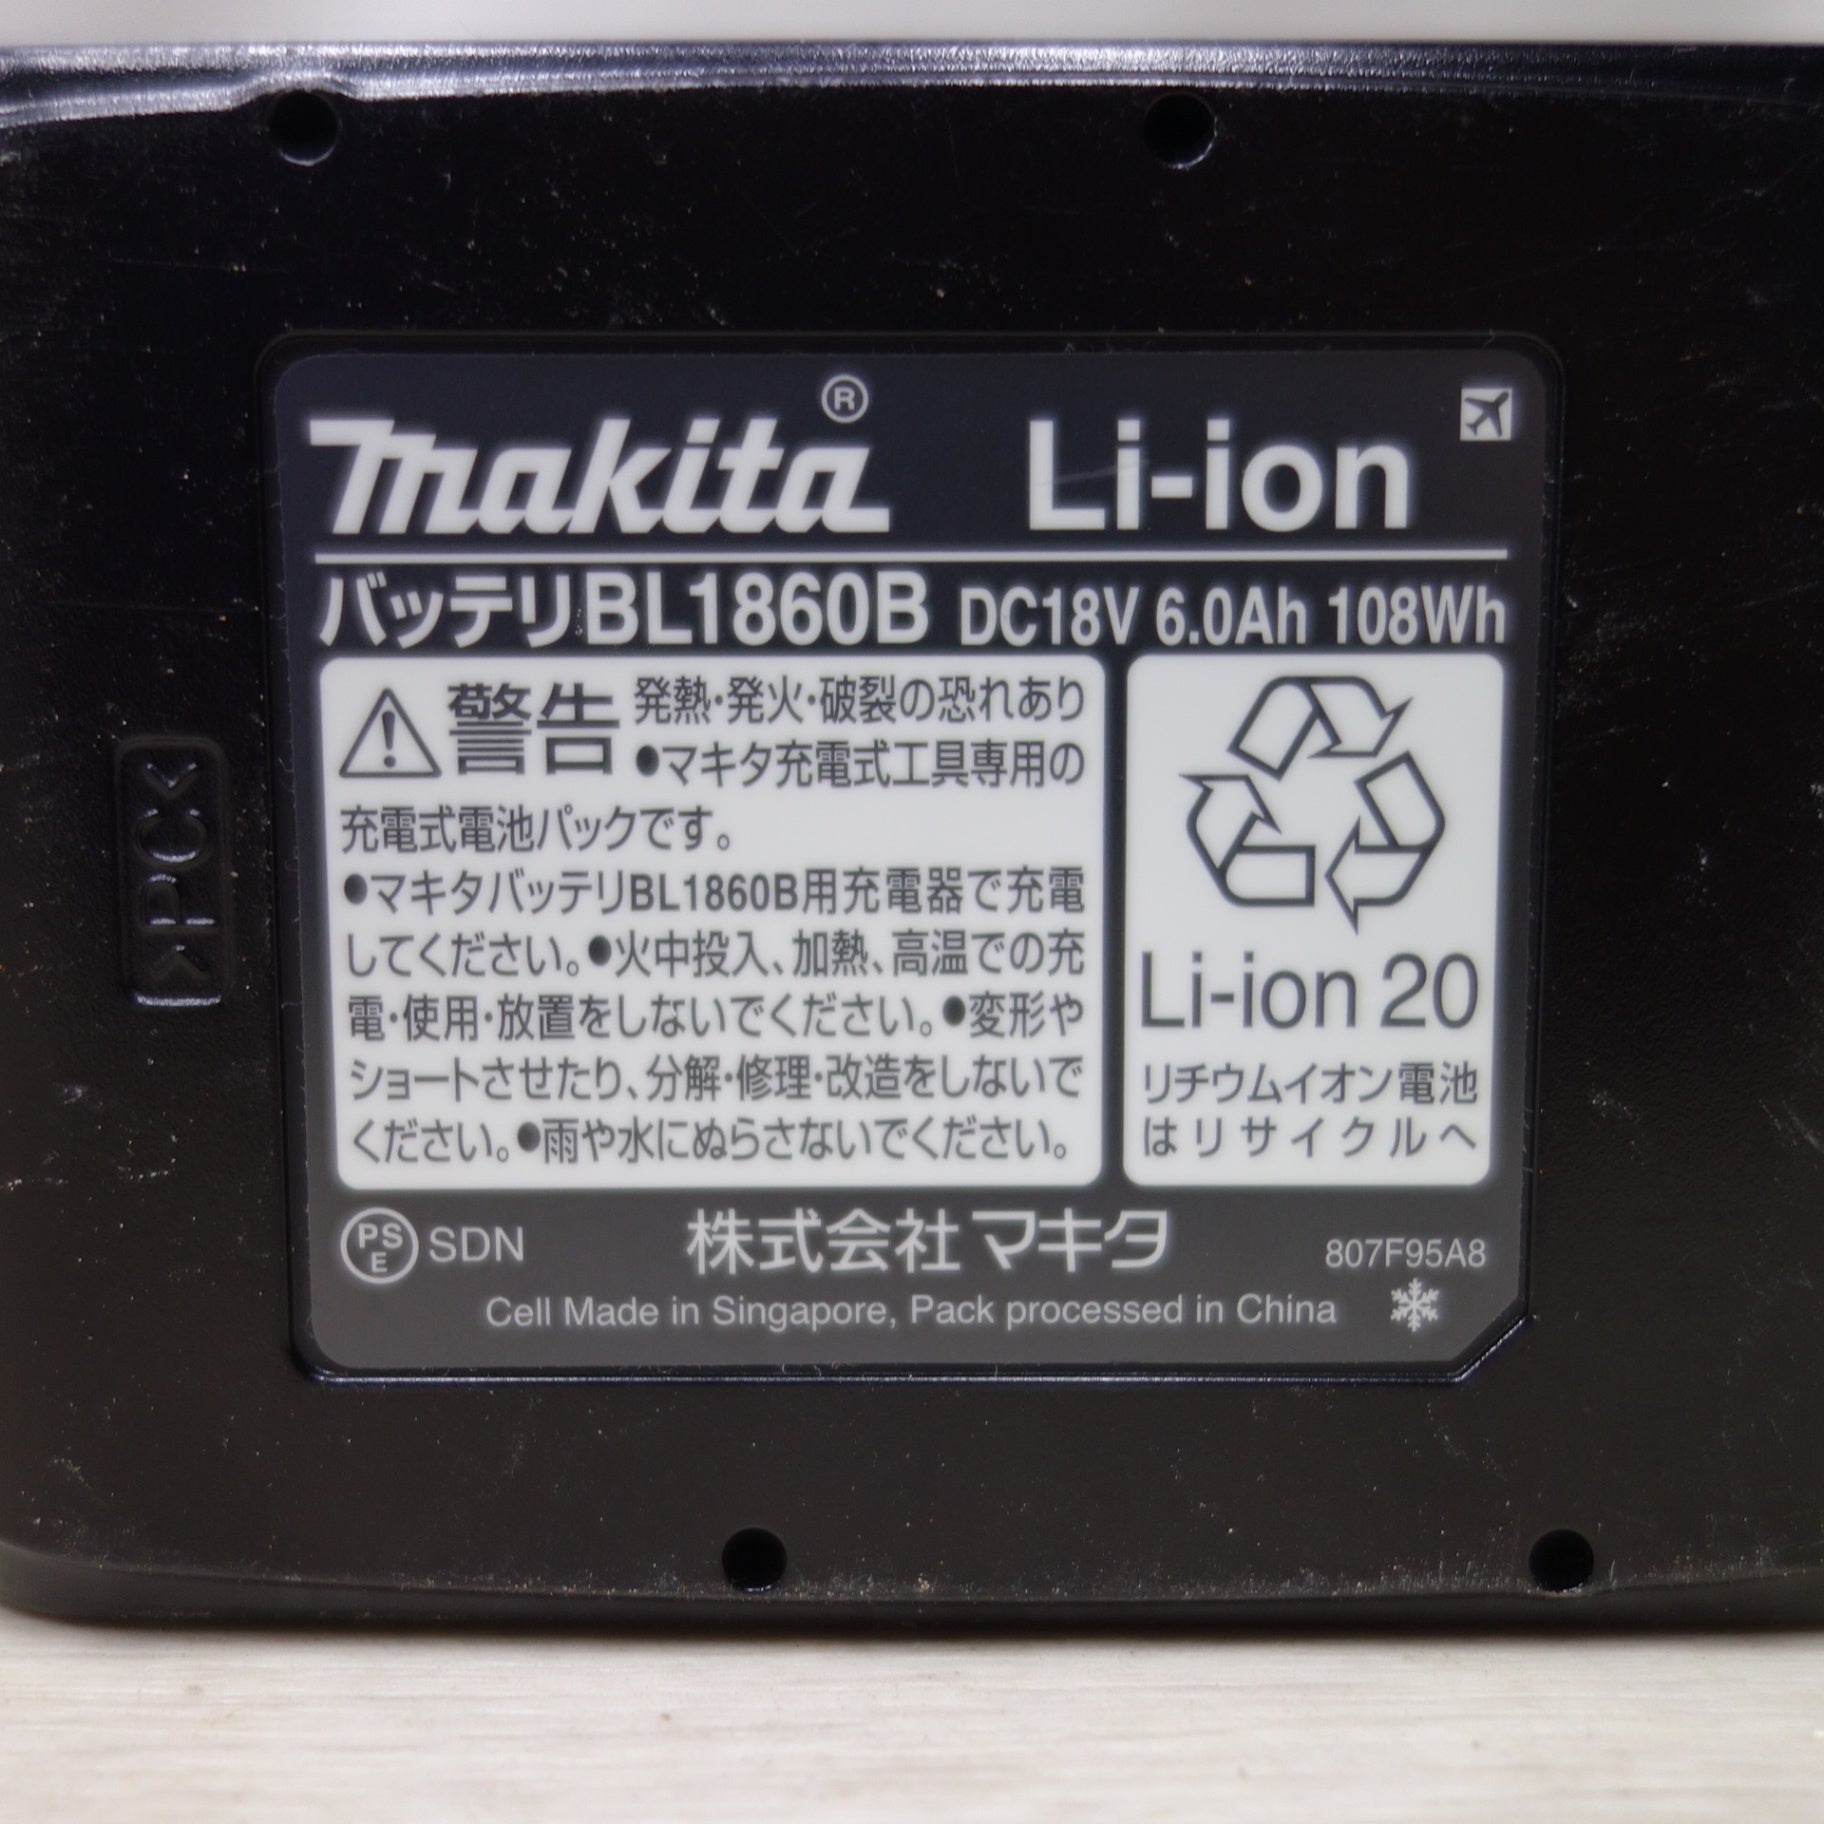 makita® Li-ion
バッテリBL1860B DC18V 6.0Ah 108Wh
警告 発熱・発火・破裂の恐れあり
●マキタ充電式工具専用の
充電式電池パックです。
●マキタバッテリBL1860B用充電器で充電
してください。●火中投入、加熱、高温での充
電・使用・放置をしないでください。●変形や
ショートさせたり、分解・修理・改造をしないで
ください。●雨や水にぬらさないでください。
Li-ion 20
リチウムイオン電池
はリサイクルへ
PSE SDN 株式会社マキタ 807F95A8
Cell Made in Singapore, Pack processed in China
>PC<